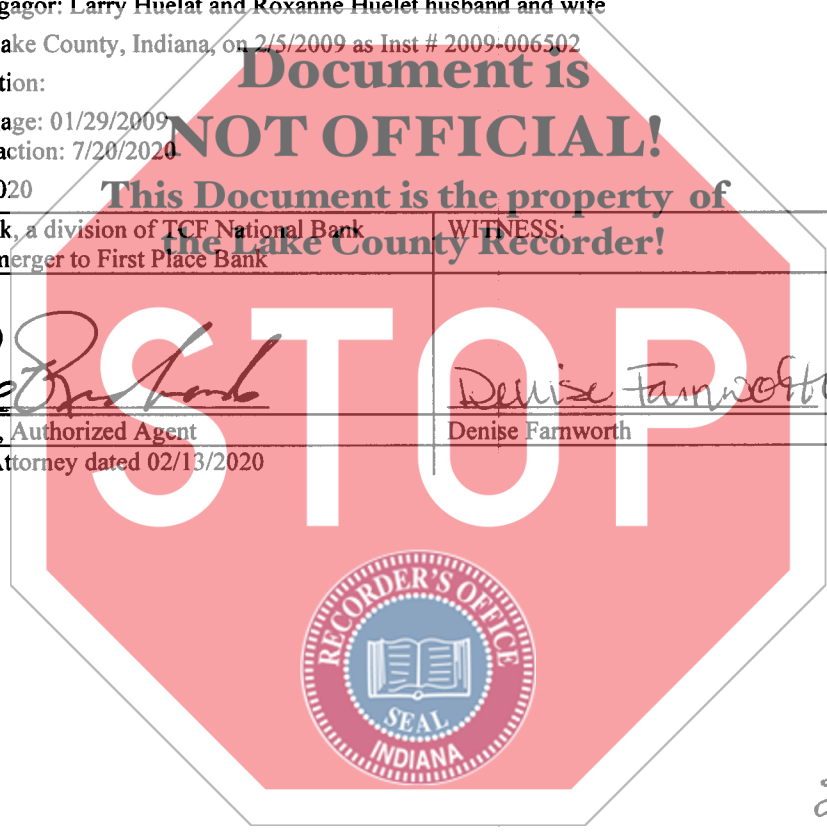 gagor: Larry Huelat and Roxanne Huelet husband and wife
ake County, Indiana, on 2/5/2009 as Inst # 2009-006502
Document is
tion:
age: 01/29/2009
NOT OFFICIAL!
action: 7/20/2020
020
This Document is the property of
k, a division of TCF National Bank
WITNESS:
the Lake County Recorder!
merger to First Place Bank
STOP
Denise Farnworth
, Authorized Agent
Denise Farnworth
Attorney dated 02/13/2020
RECORDER'S OFFICE
SEAL
INDIANA